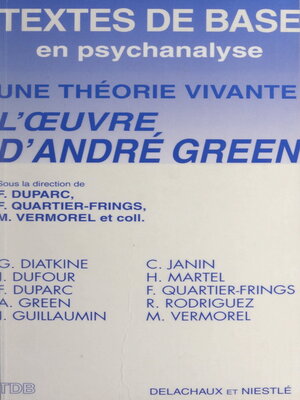 TEXTES DE BASE
en psychanalyse
UNE THÉORIE VIVANTE
L'ŒUVRE
D'ANDRÉ GREEN
Sous la direction de
F. DUPARC,
F. QUARTIER-FRINGS,
M. VERMOREL et coll.
G. DIATKINE
I. DUFOUR
F. DUPARC
A. GREEN
J. GUILLAUMIN
C. JANIN
H. MARTEL
F. QUARTIER-FRINGS
R. RODRIGUEZ
M. VERMOREL
TDB
DELACHAUX ET NIESTLÉ